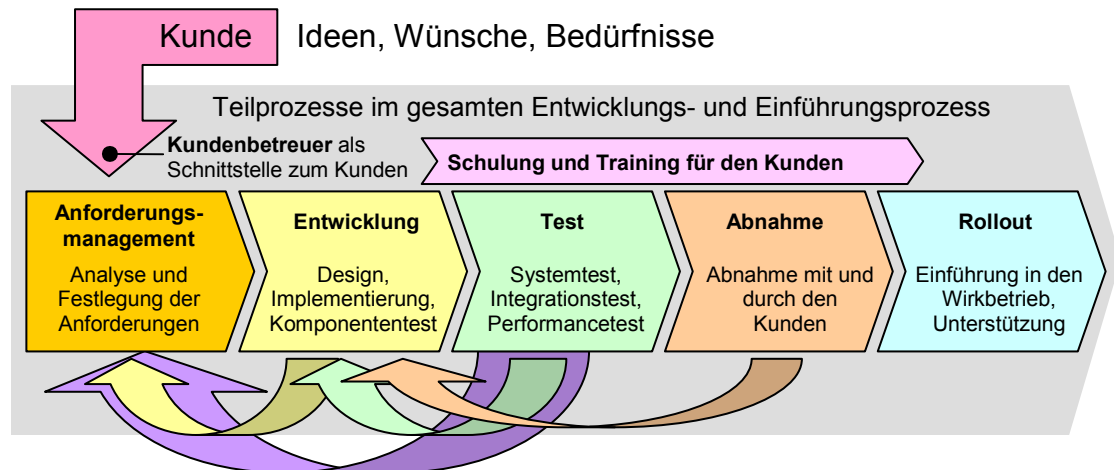 Kunde
Ideen, Wünsche, Bedürfnisse
Teilprozesse im gesamten Entwicklungs- und Einführungsprozess
Kundenbetreuer als
Schnittstelle zum Kunden
Schulung und Training für den Kunden
Anforderungs-
management
Analyse und
Festlegung der
Anforderungen
Entwicklung
Design,
Implementierung,
Komponententest
Test
Systemtest,
Integrationstest,
Performancetest
Abnahme
Abnahme mit und
durch den
Kunden
Rollout
Einführung in den
Wirkbetrieb,
Unterstützung